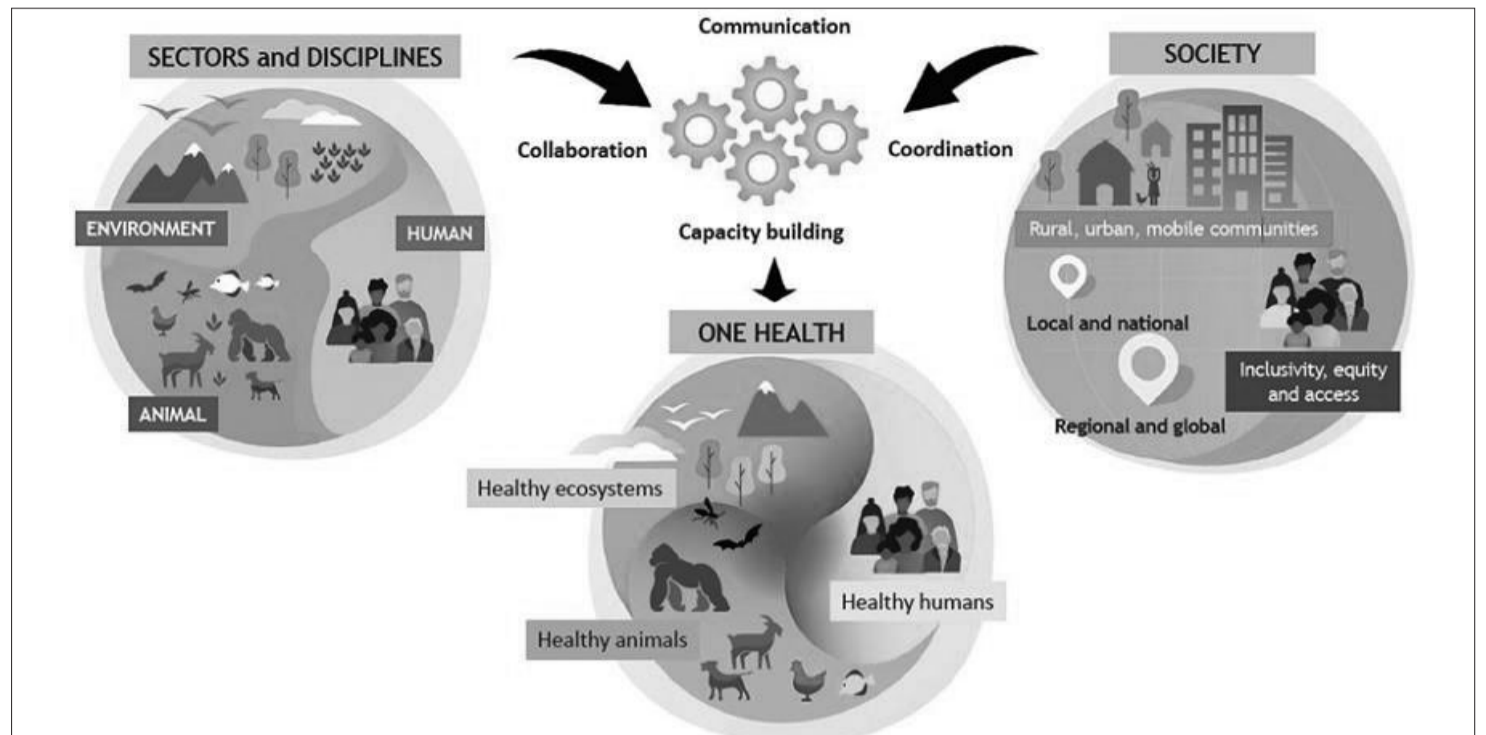 SECTORS and DISCIPLINES
ENVIRONMENT
HUMAN
ANIMAL
Communication
Collaboration
Coordination
Capacity building
SOCIETY
Rural, urban, mobile communities
Local and national
Inclusivity, equity
and access
Regional and global
ONE HEALTH
Healthy ecosystems
Healthy humans
Healthy animals